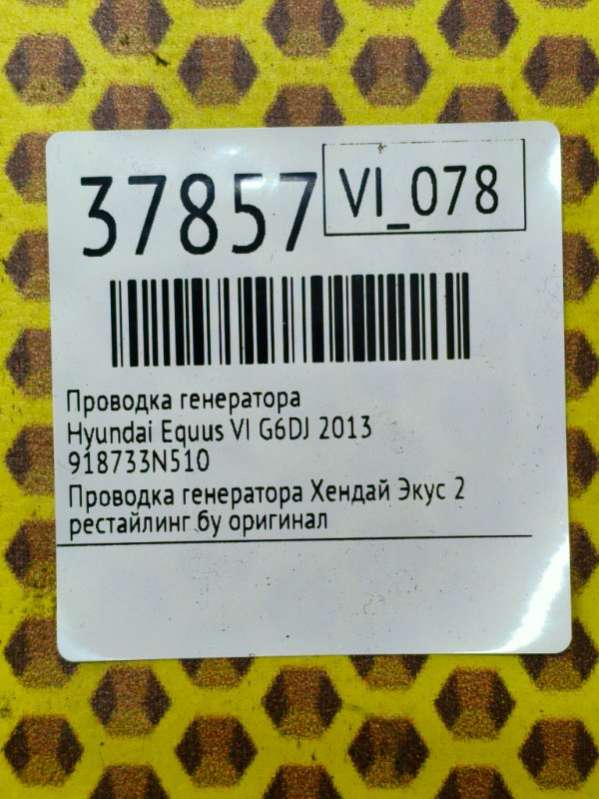 37857
VI_078
Проводка генератора
Hyundai Equus VI G6DJ 2013
918733N510
Проводка генератора Хендай Экус 2
рестайлинг бу оригинал